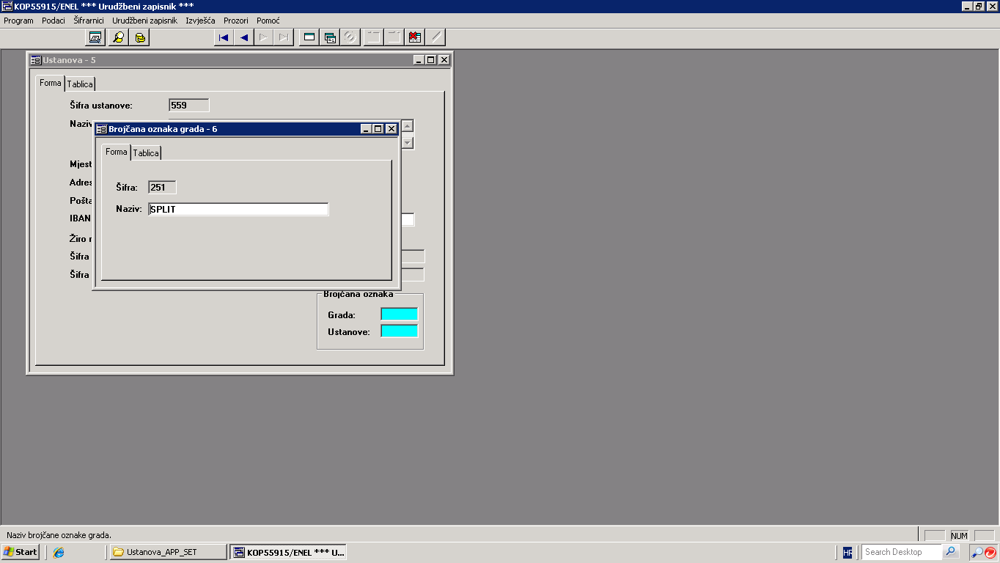 KOP55915/ENEL *** Urudžbeni zapisnik ***
Program Podaci Šifrarnici Urudžbeni zapisnik Izvješća Prozori Pomoć
Ustanova - 5
Forma Tablica
Šifra ustanove: 559
Naziv
Brojčana oznaka grada - 6
Forma Tablica
Šifra: 251
Naziv: SPLIT
Mjest
Adres
Pošta
IBAN
Žiro r
Šifra
Šifra
Brojčana oznaka
Grada:
Ustanove:
Naziv brojčane oznake grada.
NUM
Start Ustanova_APP_SET KOP55915/ENEL *** U... HR Search Desktop